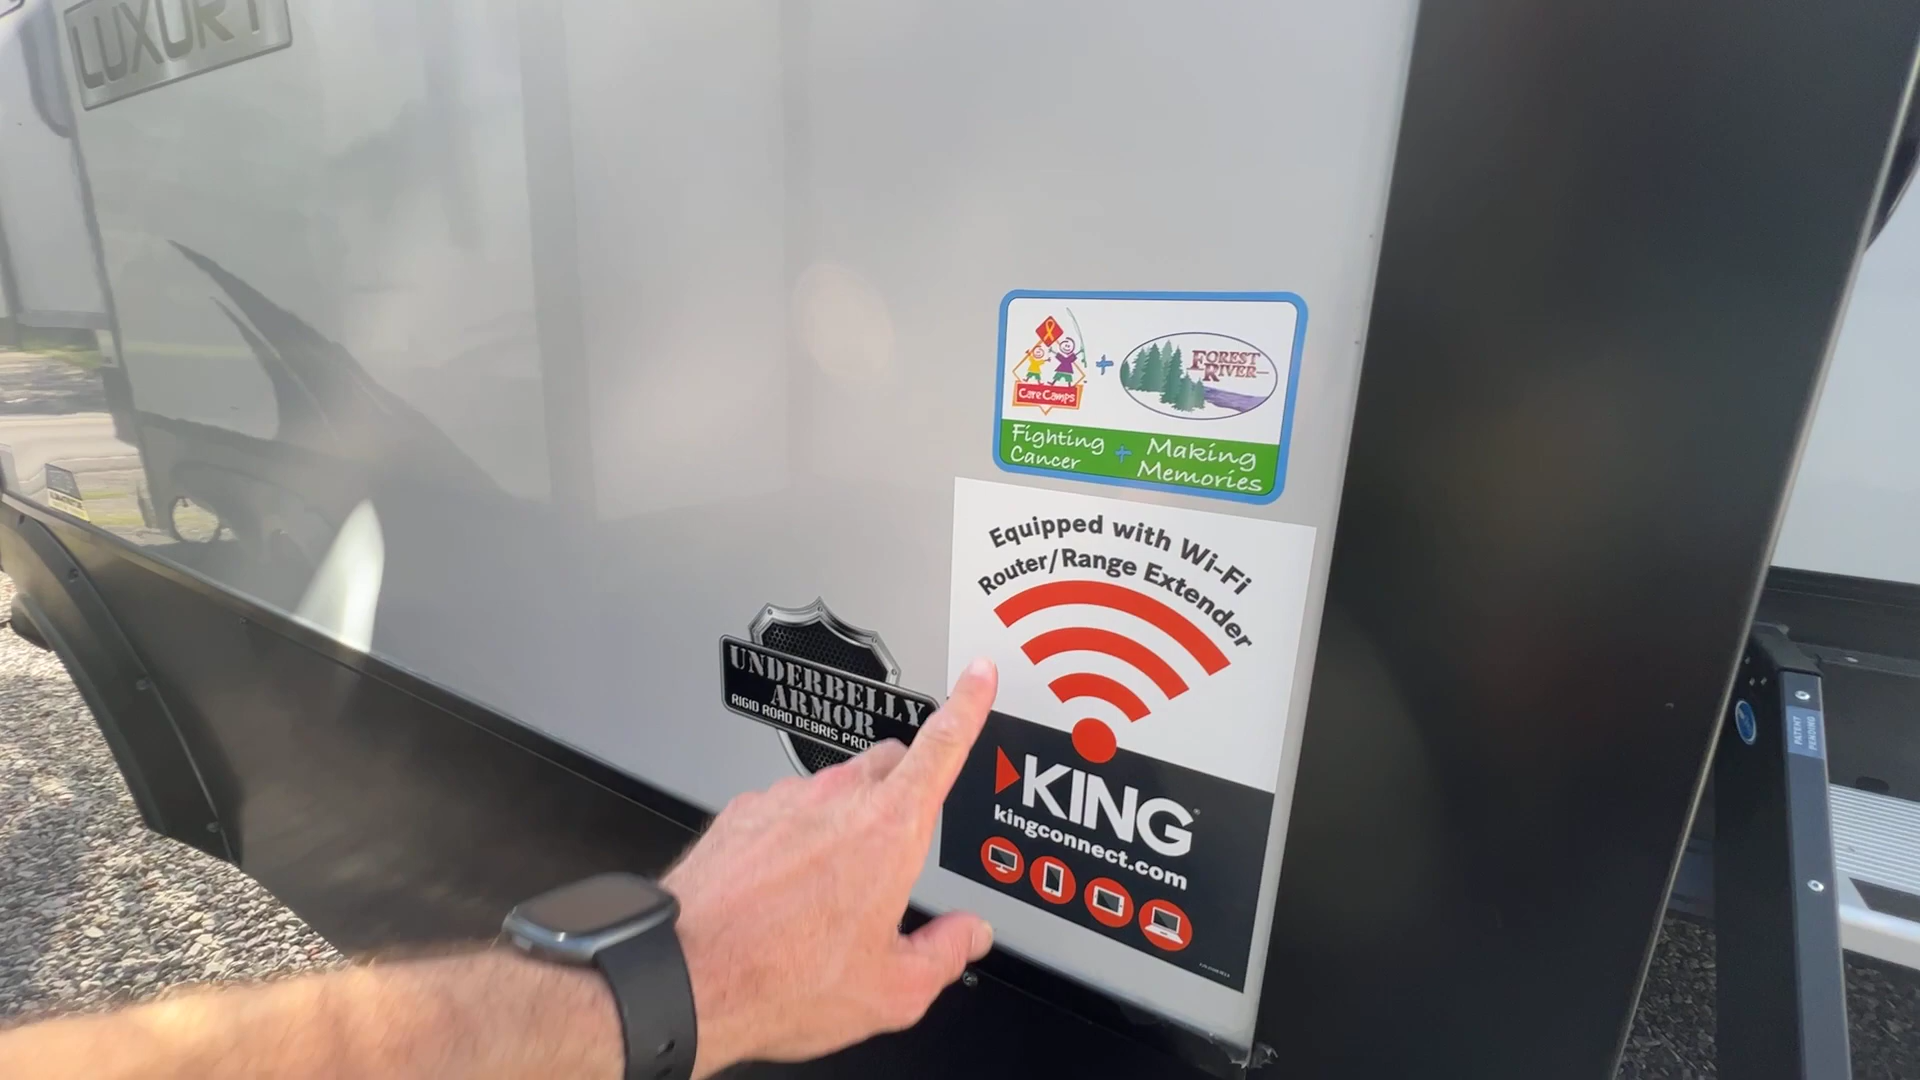 LUXURY
Care Camps
+
FOREST
RIVER
Fighting
Cancer
+
Making
Memories
Equipped with Wi-Fi
Router/Range Extender
UNDERBELLY
ARMOR
RIGID ROAD DEBRIS
KING
kingconnect.com
PATENT
PENDING